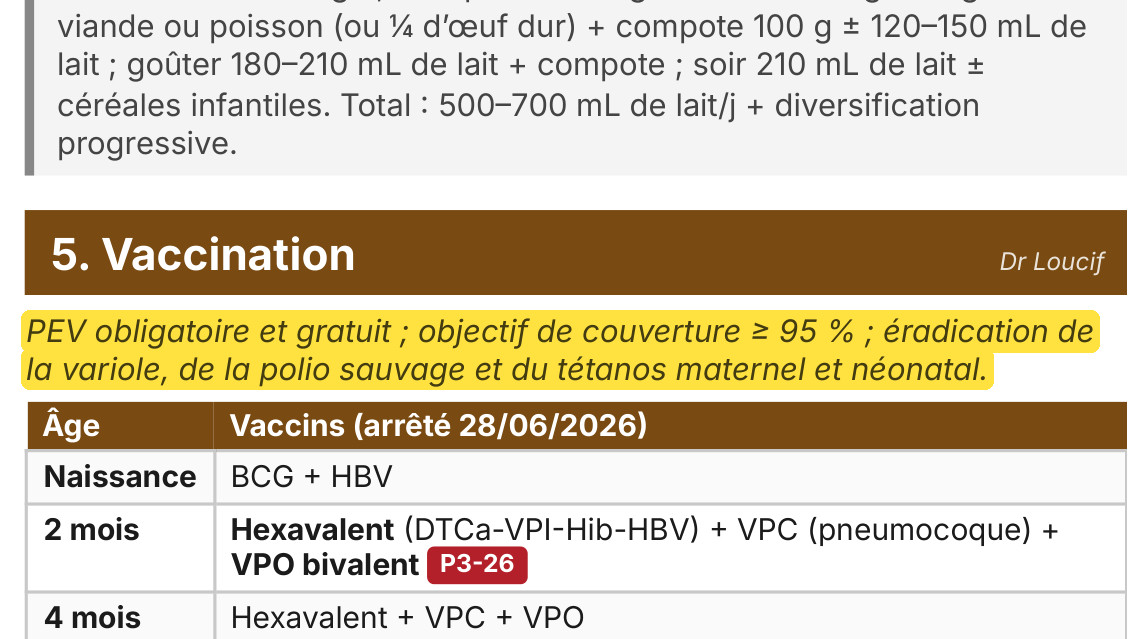 viande ou poisson (ou ¼ d’œuf dur) + compote 100 g ± 120–150 mL de
lait ; goûter 180–210 mL de lait + compote ; soir 210 mL de lait ±
céréales infantiles. Total : 500–700 mL de lait/j + diversification
progressive.
5. Vaccination
Dr Loucif
PEV obligatoire et gratuit ; objectif de couverture ≥ 95 % ; éradication de
la variole, de la polio sauvage et du tétanos maternel et néonatal.
Âge Vaccins (arrêté 28/06/2026)
Naissance BCG + HBV
2 mois Hexavalent (DTCa-VPI-Hib-HBV) + VPC (pneumocoque) +
VPO bivalent P3-26
4 mois Hexavalent + VPC + VPO